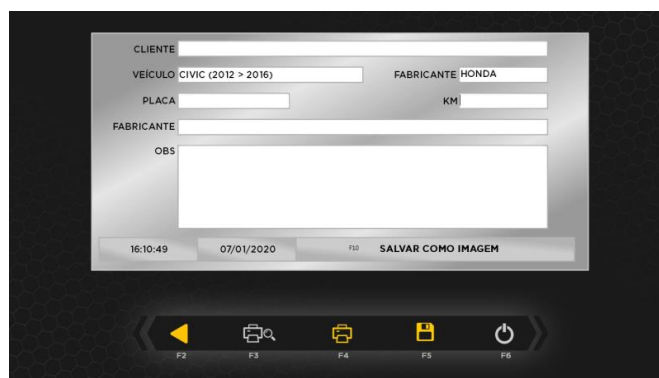 CLIENTE
VEÍCULO CIVIC (2012 > 2016) FABRICANTE HONDA
PLACA KM
FABRICANTE
OBS
16:10:49 07/01/2020 F10 SALVAR COMO IMAGEM
F2 F3 F4 F5 F6